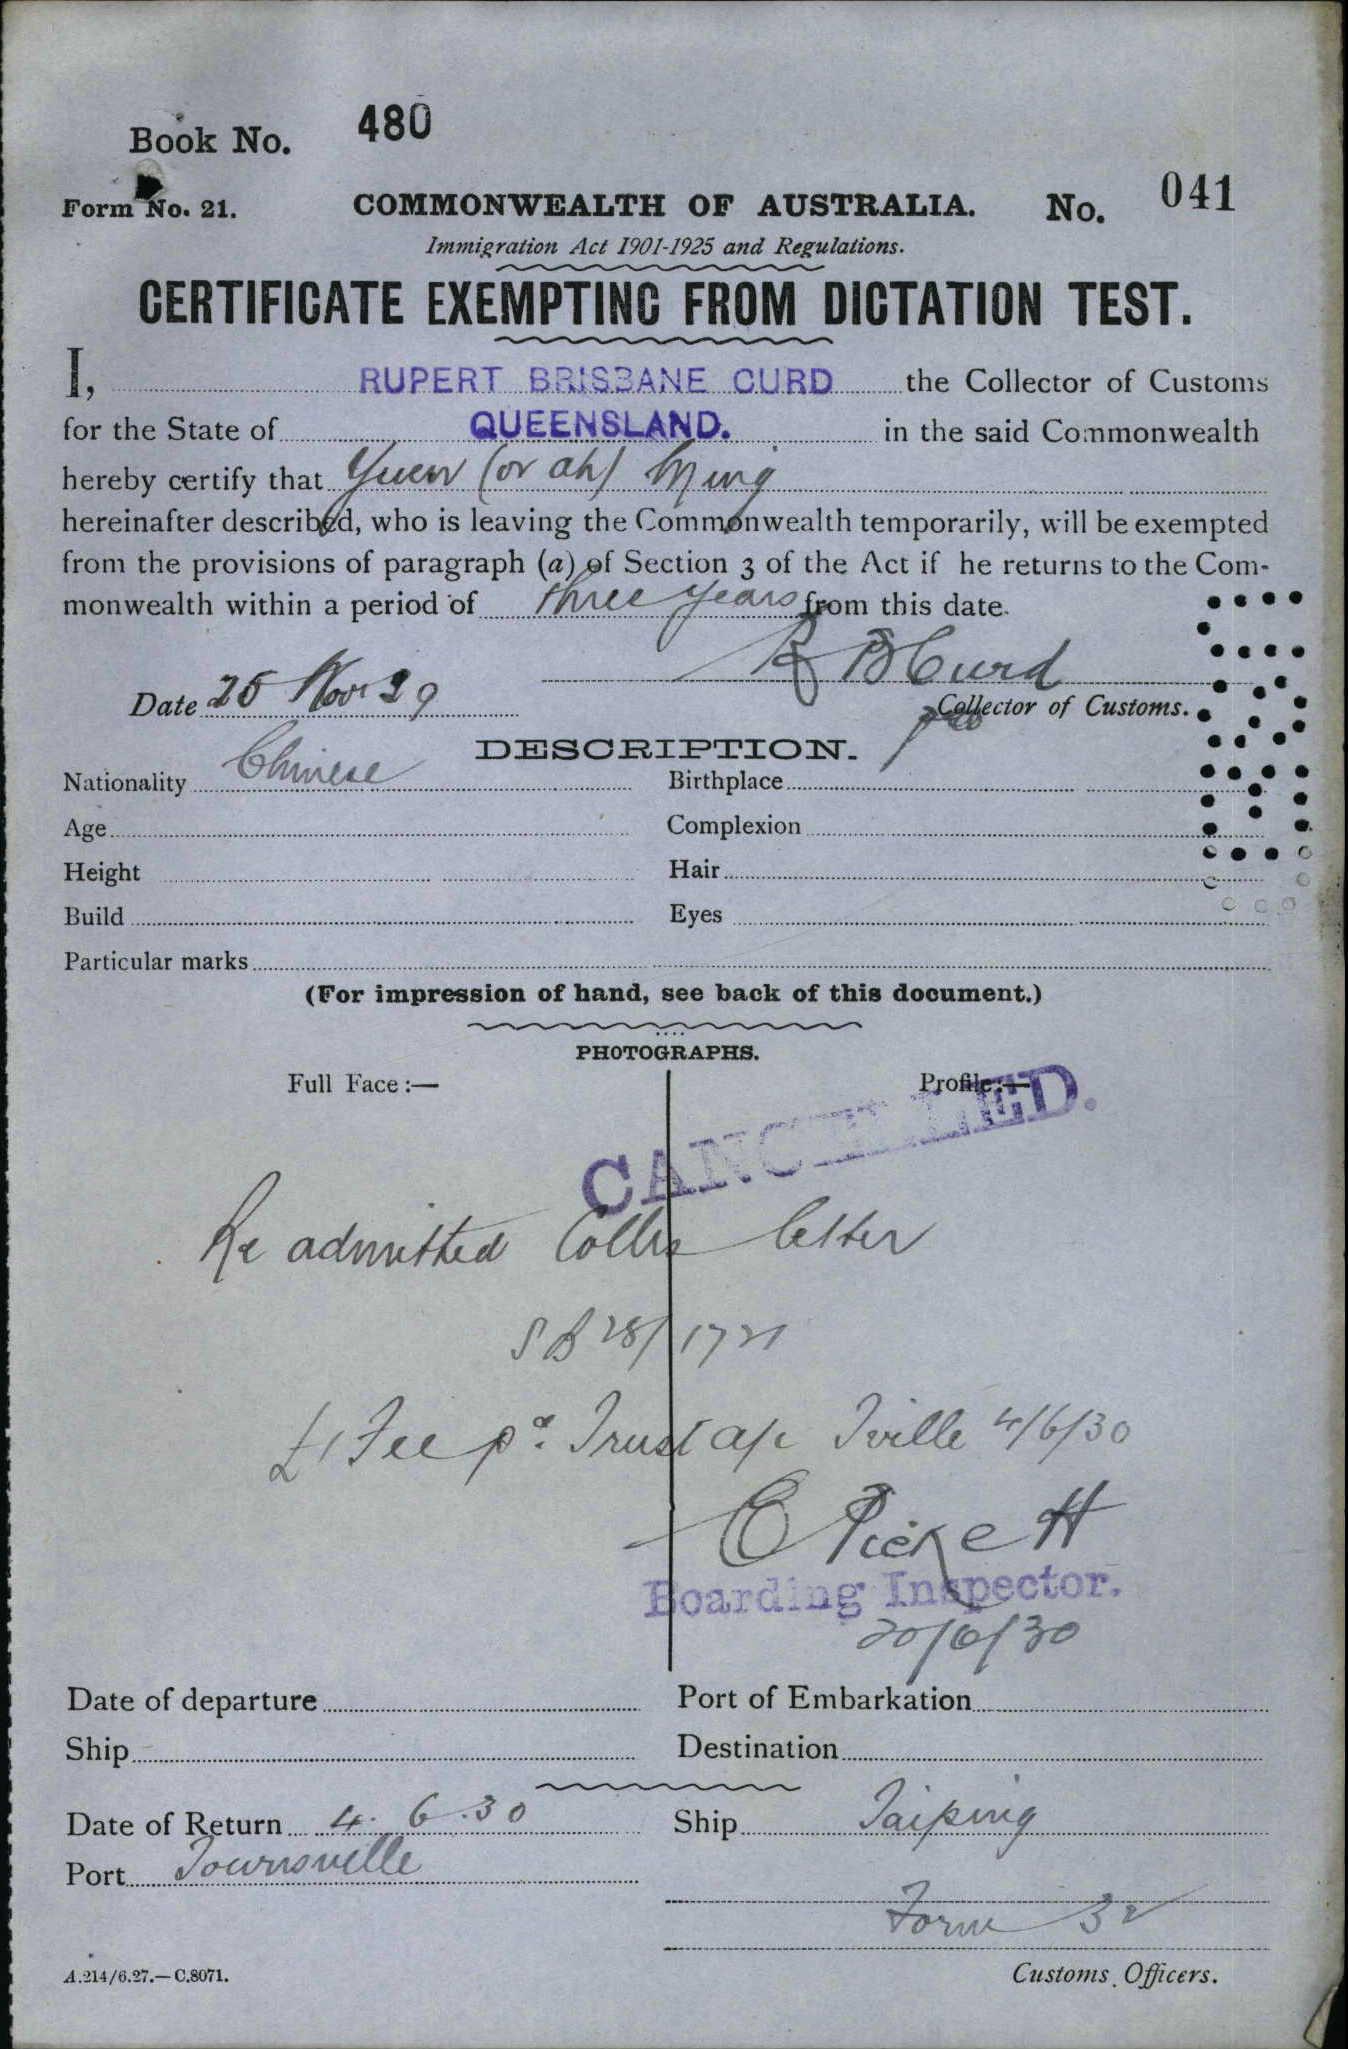 Book No. 480
Form No. 21. COMMONWEALTH OF AUSTRALIA. No. 041
Immigration Act 1901-1925 and Regulations.
CERTIFICATE EXEMPTING FROM DICTATION TEST.
I, RUPERT BRISBANE CURD the Collector of Customs
for the State of QUEENSLAND. in the said Commonwealth
hereby certify that Yuen (or Ah) Ming
hereinafter described, who is leaving the Commonwealth temporarily, will be exempted
from the provisions of paragraph (a) of Section 3 of the Act if he returns to the Com-
monwealth within a period of three years from this date.
R B Curd
Date 25 Nov 29 Collector of Customs.
DESCRIPTION.
Nationality Chinese Birthplace
Age Complexion
Height Hair
Build Eyes
Particular marks
(For impression of hand, see back of this document.)
PHOTOGRAPHS.
Full Face:— Profile:—
CANCELLED.
Re admitted Collrs letter
SB 28/1721
£1 Fee pd. Trust a/c Tville 4/6/30
E Pickett
Boarding Inspector.
20/6/30
Date of departure Port of Embarkation
Ship Destination
Date of Return 4.6.30 Ship Taiping
Port Townsville
Form 32
A.214/6.27.—C.8071. Customs Officers.